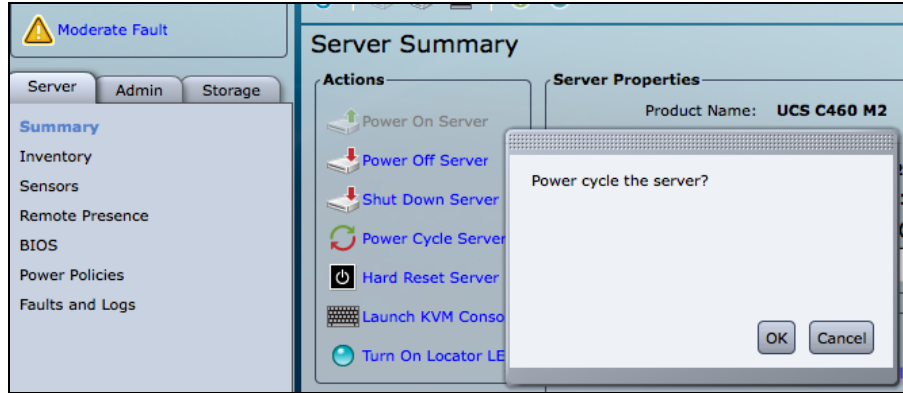 Moderate Fault
Server Admin Storage
Summary
Inventory
Sensors
Remote Presence
BIOS
Power Policies
Faults and Logs
Server Summary
Actions
Power On Server
Power Off Server
Shut Down Server
Power Cycle Server
Hard Reset Server
Launch KVM Conso
Turn On Locator LE
Server Properties
Product Name: UCS C460 M2
Power cycle the server?
OK Cancel